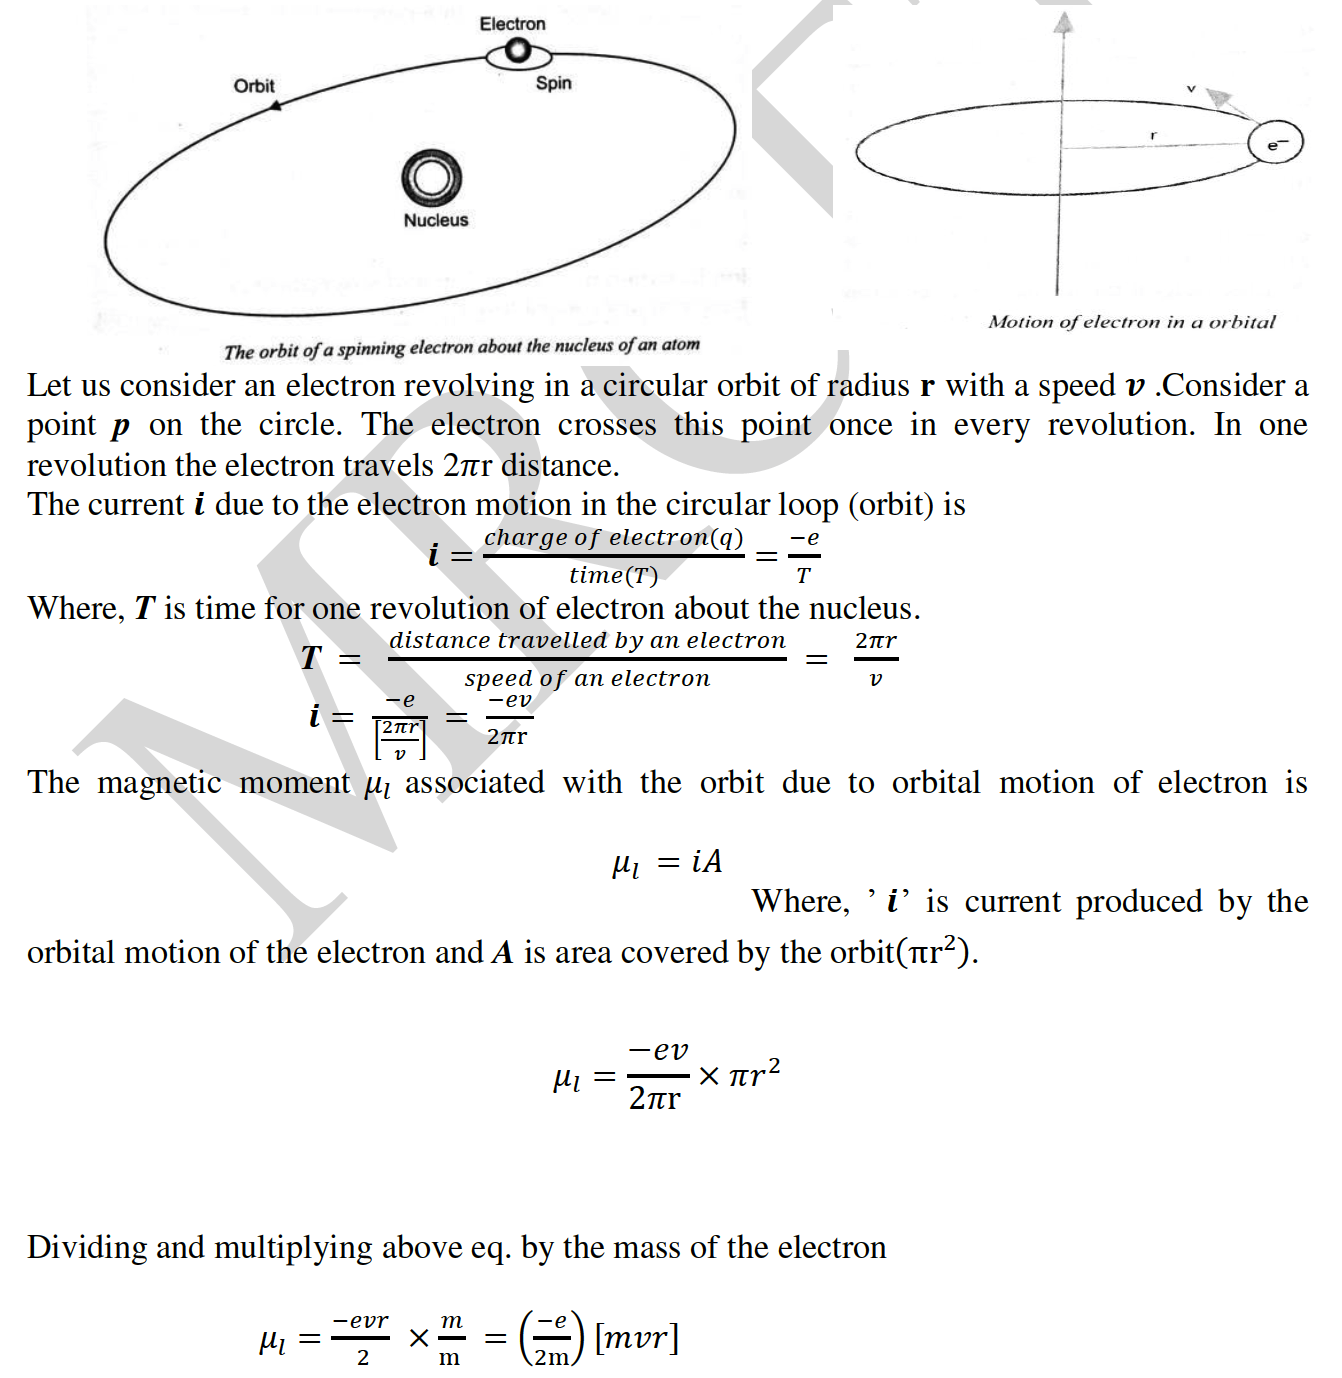 Electron
Orbit
Spin
Nucleus
The orbit of a spinning electron about the nucleus of an atom
v
r
e−
Motion of electron in a orbital
Let us consider an electron revolving in a circular orbit of radius r with a speed v .Consider a
point p on the circle. The electron crosses this point once in every revolution. In one
revolution the electron travels 2πr distance.
The current i due to the electron motion in the circular loop (orbit) is
i = charge of electron(q) / time(T) = −e / T
Where, T is time for one revolution of electron about the nucleus.
T = distance travelled by an electron / speed of an electron = 2πr / v
i = −e / [2πr / v] = −ev / 2πr
The magnetic moment μₗ associated with the orbit due to orbital motion of electron is
μₗ = iA
Where, ’ i’ is current produced by the
orbital motion of the electron and A is area covered by the orbit(πr²).
μₗ = −ev / 2πr × πr²
Dividing and multiplying above eq. by the mass of the electron
μₗ = −evr / 2 × m / m = (−e / 2m) [mvr]
MRC